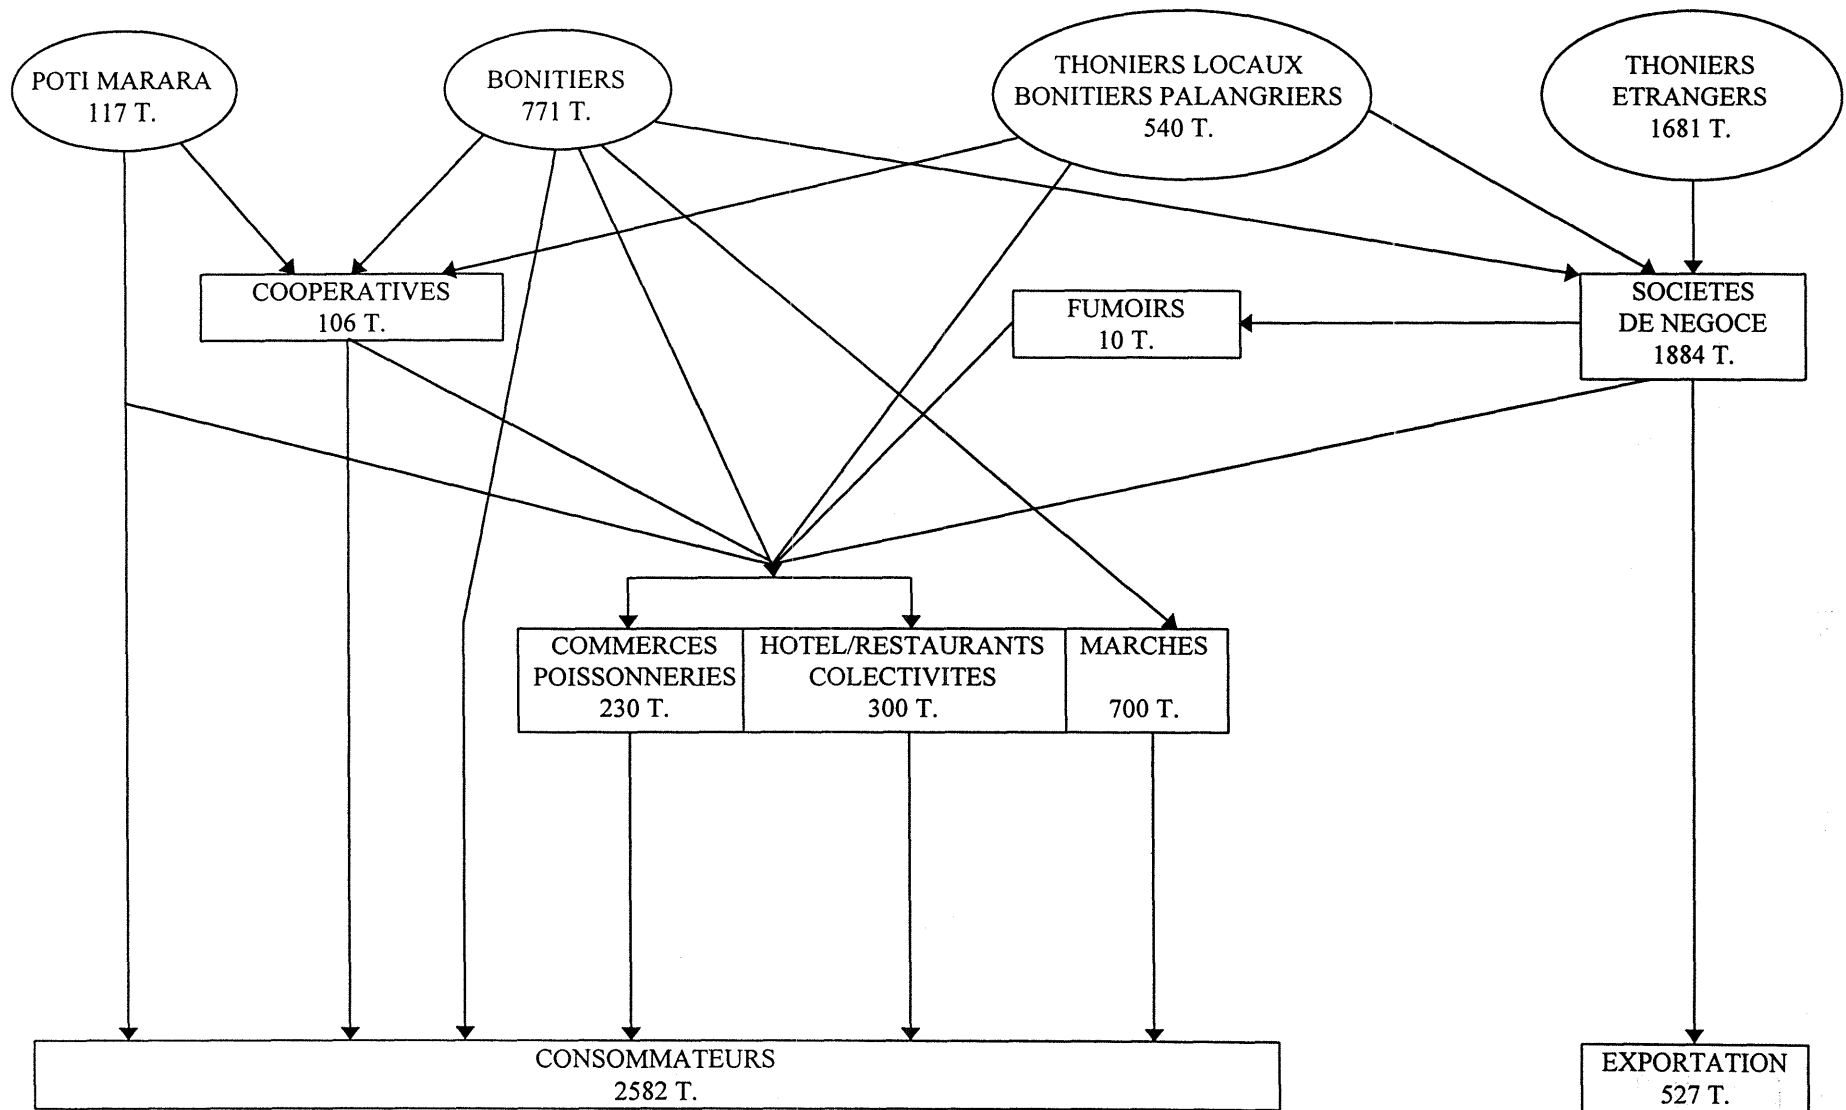 POTI MARARA
117 T.
BONITIERS
771 T.
THONIERS LOCAUX
BONITIERS PALANGRIERS
540 T.
THONIERS
ETRANGERS
1681 T.
COOPERATIVES
106 T.
FUMOIRS
10 T.
SOCIETES
DE NEGOCE
1884 T.
COMMERCES
POISSONNERIES
230 T.
HOTEL/RESTAURANTS
COLECTIVITES
300 T.
MARCHES
700 T.
CONSOMMATEURS
2582 T.
EXPORTATION
527 T.